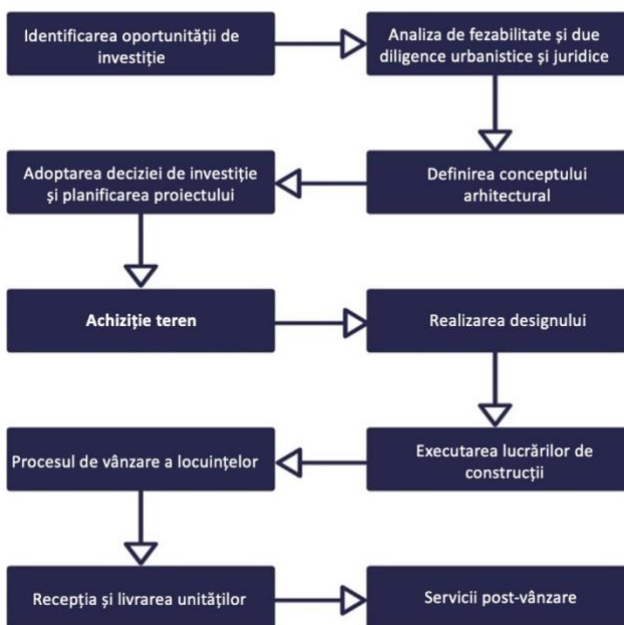 Identificarea oportunității de
investiție
Analiza de fezabilitate și due
diligence urbanistice și juridice
Definirea conceptului
arhitectural
Adoptarea deciziei de investiție
și planificarea proiectului
Achiziție teren
Realizarea designului
Executarea lucrărilor de
construcții
Procesul de vânzare a locuințelor
Recepția și livrarea unităților
Servicii post-vânzare